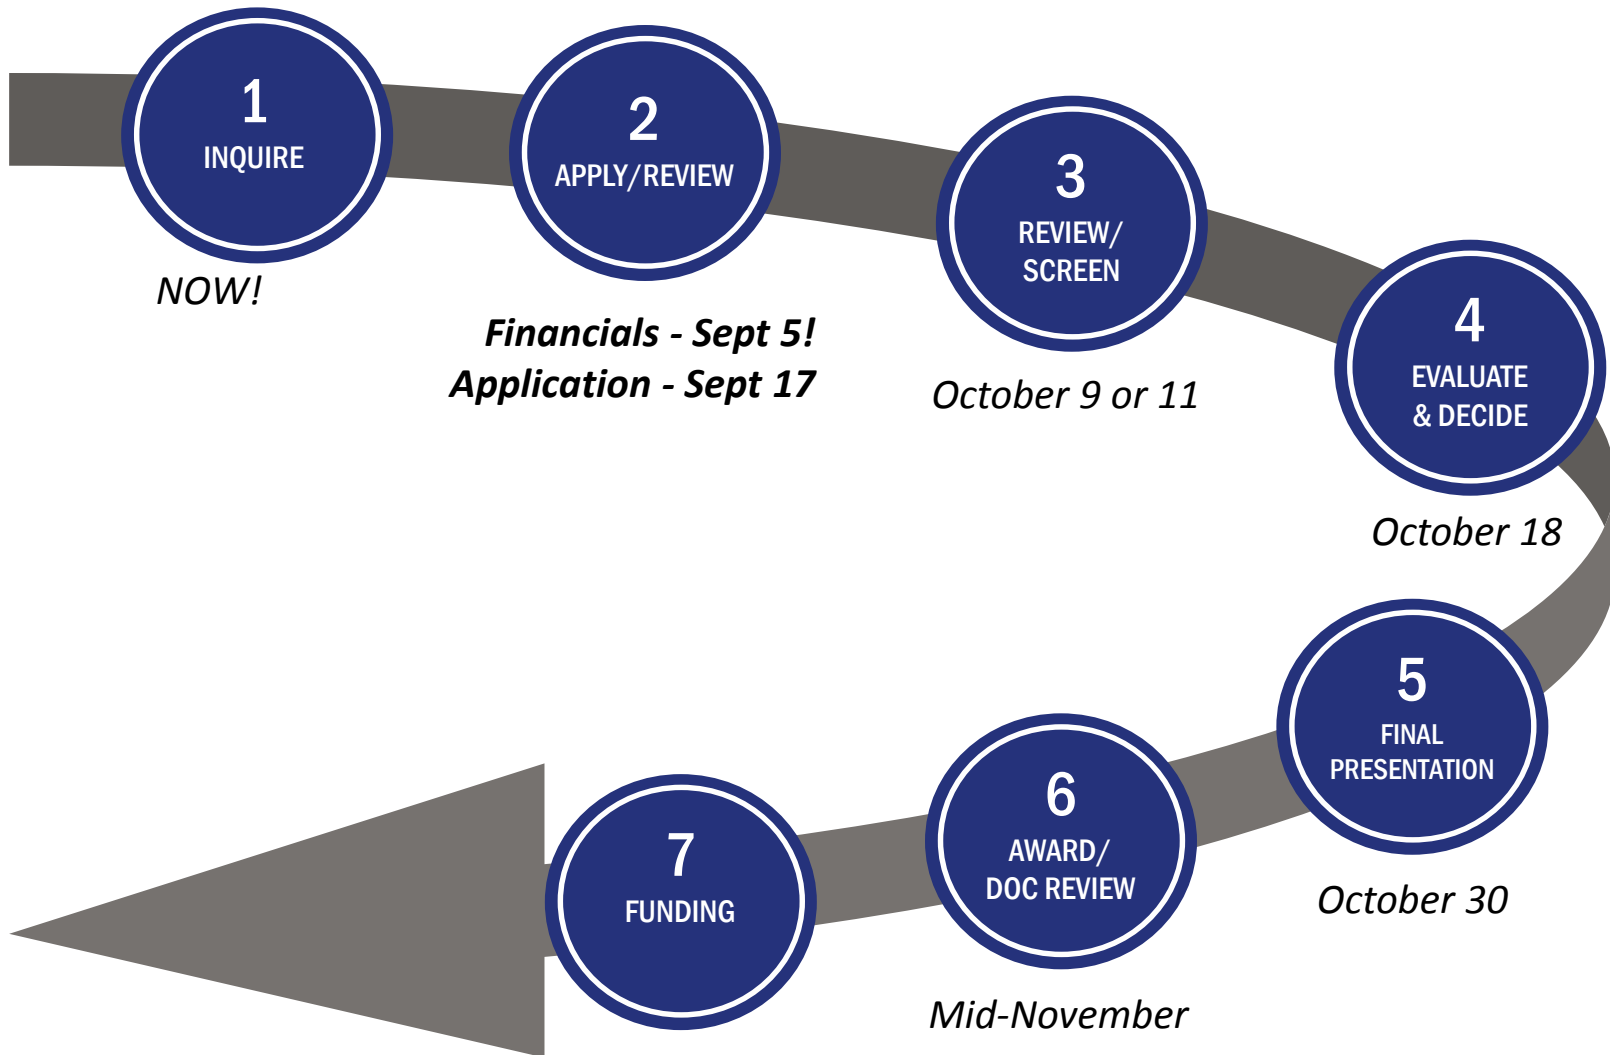 1
INQUIRE
NOW!
2
APPLY/REVIEW
Financials - Sept 5!
Application - Sept 17
3
REVIEW/
SCREEN
October 9 or 11
4
EVALUATE
& DECIDE
October 18
5
FINAL
PRESENTATION
October 30
6
AWARD/
DOC REVIEW
Mid-November
7
FUNDING